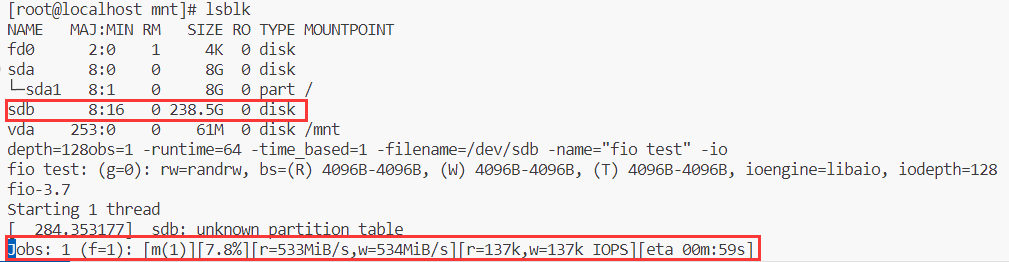 [root@localhost mnt]# lsblk
NAME   MAJ:MIN RM   SIZE RO TYPE MOUNTPOINT
fd0      2:0    1     4K  0 disk
sda      8:0    0     8G  0 disk
└─sda1   8:1    0     8G  0 part /
sdb      8:16   0 238.5G  0 disk
vda    253:0    0    61M  0 disk /mnt
depth=128obs=1 -runtime=64 -time_based=1 -filename=/dev/sdb -name="fio test" -io
fio test: (g=0): rw=randrw, bs=(R) 4096B-4096B, (W) 4096B-4096B, (T) 4096B-4096B, ioengine=libaio, iodepth=128
fio-3.7
Starting 1 thread
[  284.353177]  sdb: unknown partition table
Jobs: 1 (f=1): [m(1)][7.8%][r=533MiB/s,w=534MiB/s][r=137k,w=137k IOPS][eta 00m:59s]